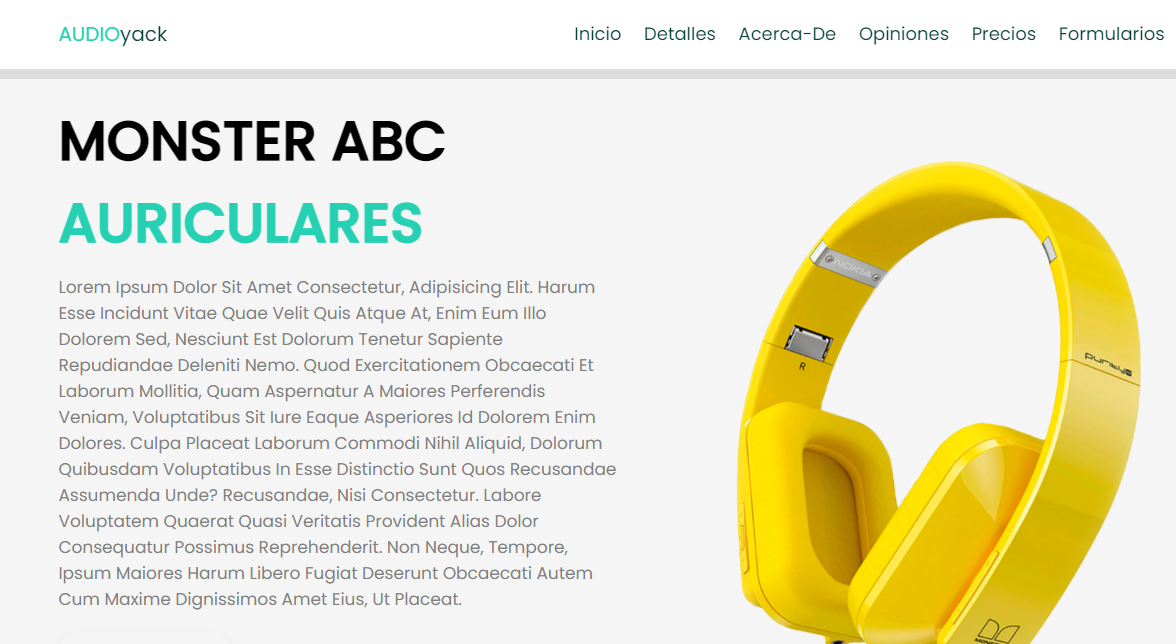 AUDIOyack
Inicio Detalles Acerca-De Opiniones Precios Formularios
MONSTER ABC
AURICULARES
Lorem Ipsum Dolor Sit Amet Consectetur, Adipisicing Elit. Harum
Esse Incidunt Vitae Quae Velit Quis Atque At, Enim Eum Illo
Dolorem Sed, Nesciunt Est Dolorum Tenetur Sapiente
Repudiandae Deleniti Nemo. Quod Exercitationem Obcaecati Et
Laborum Mollitia, Quam Aspernatur A Maiores Perferendis
Veniam, Voluptatibus Sit Iure Eaque Asperiores Id Dolorem Enim
Dolores. Culpa Placeat Laborum Commodi Nihil Aliquid, Dolorum
Quibusdam Voluptatibus In Esse Distinctio Sunt Quos Recusandae
Assumenda Unde? Recusandae, Nisi Consectetur. Labore
Voluptatem Quaerat Quasi Veritatis Provident Alias Dolor
Consequatur Possimus Reprehenderit. Non Neque, Tempore,
Ipsum Maiores Harum Libero Fugiat Deserunt Obcaecati Autem
Cum Maxime Dignissimos Amet Eius, Ut Placeat.
NOKIA
R
purity